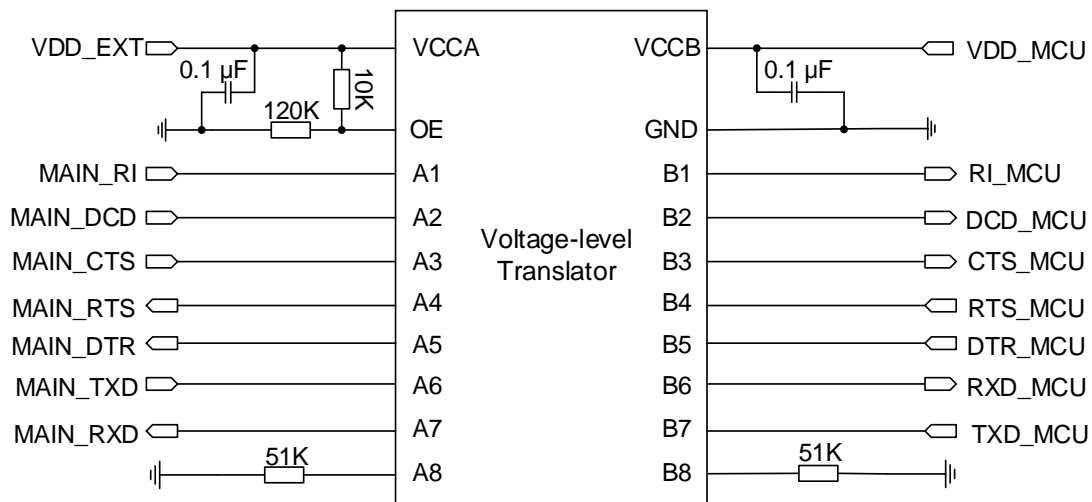 VDD_EXT
VCCA
VCCB
VDD_MCU
0.1 µF
10K
0.1 µF
120K
OE
GND
MAIN_RI
A1
B1
RI_MCU
MAIN_DCD
A2
B2
DCD_MCU
Voltage-level
Translator
MAIN_CTS
A3
B3
CTS_MCU
MAIN_RTS
A4
B4
RTS_MCU
MAIN_DTR
A5
B5
DTR_MCU
MAIN_TXD
A6
B6
RXD_MCU
MAIN_RXD
A7
B7
TXD_MCU
51K
A8
B8
51K